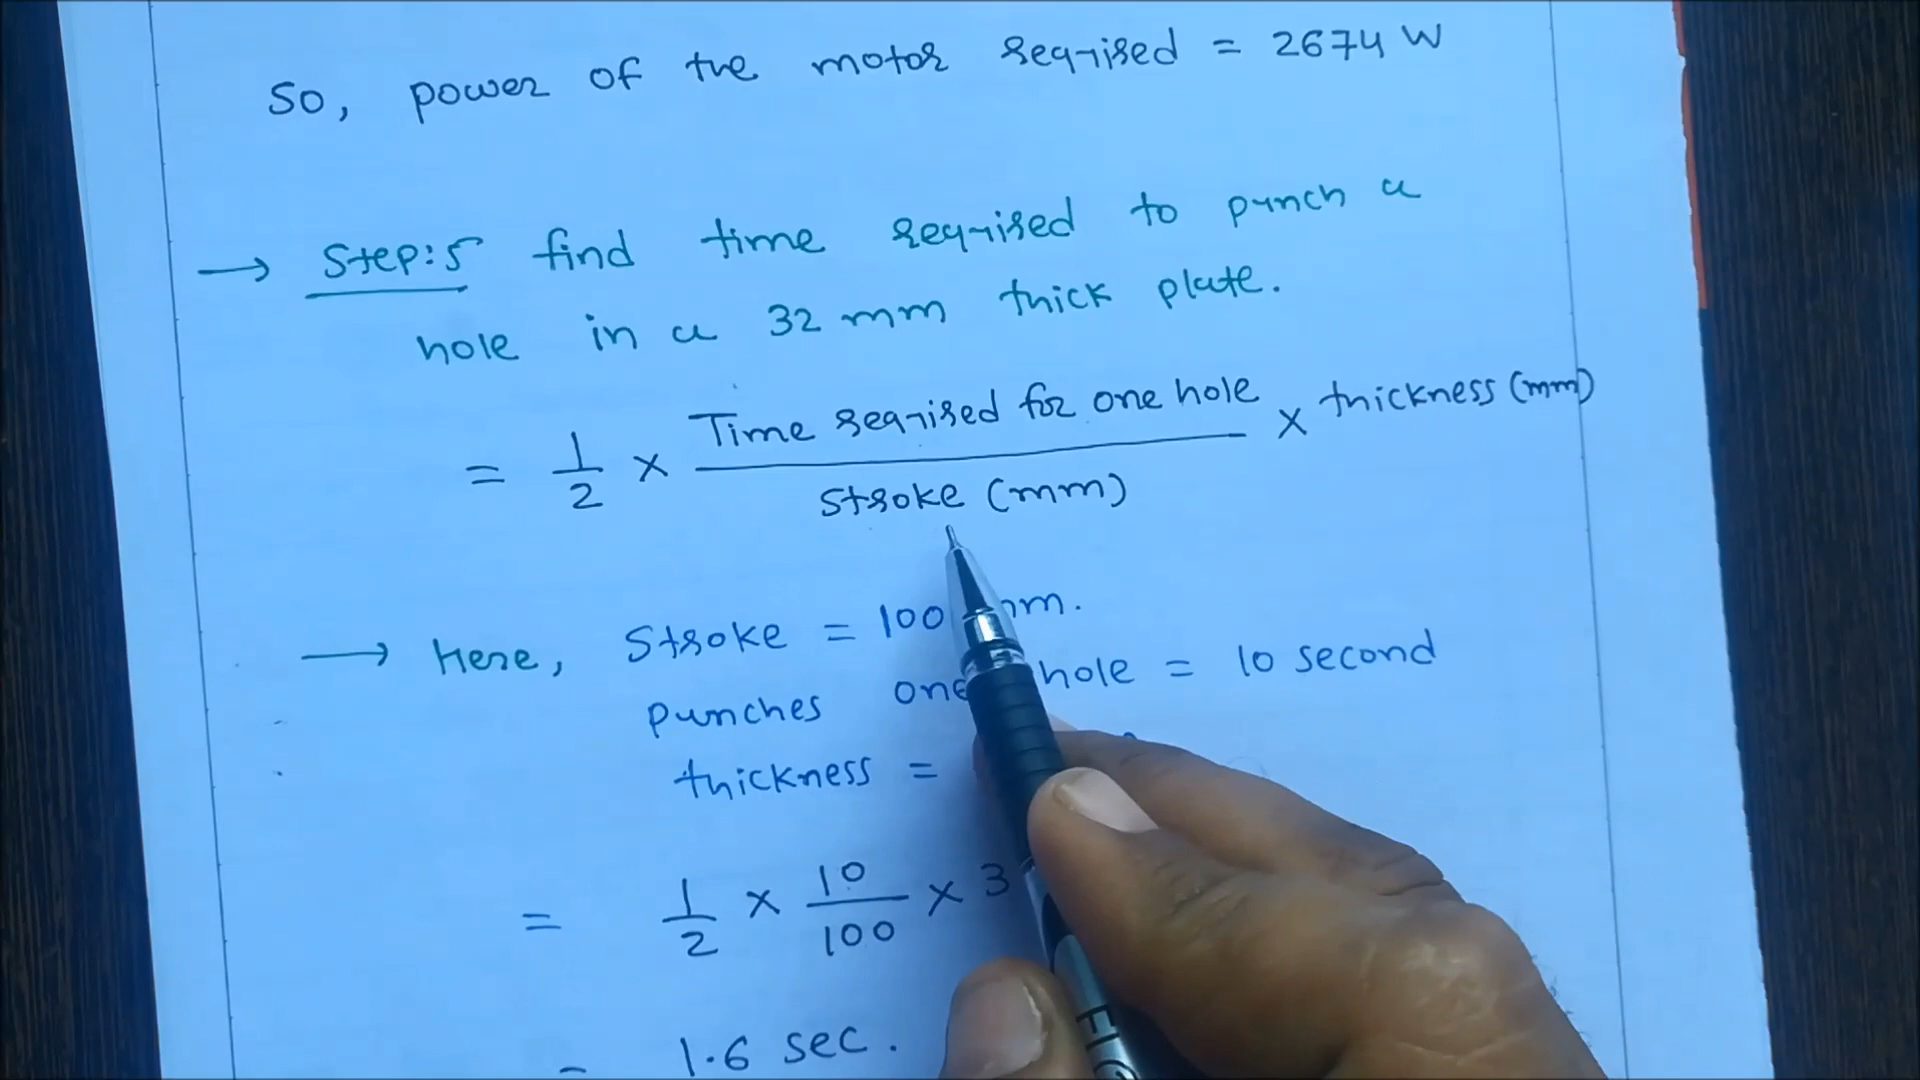 So, power of the motor required = 2674 W
→ Step:5 find time required to punch a
hole in a 32 mm thick plate.
= 1/2 × Time required for one hole / Stroke (mm) × thickness (mm)
→ Here, Stroke = 100 mm.
punches one hole = 10 second
thickness =
= 1/2 × 10/100 × 3
1.6 sec.